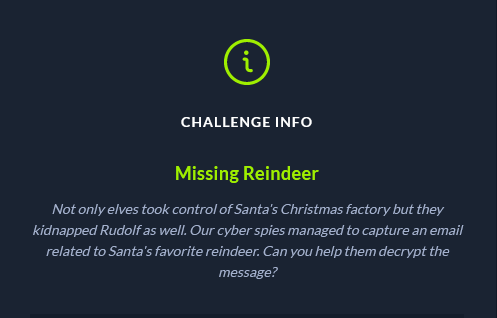 CHALLENGE INFO
Missing Reindeer
Not only elves took control of Santa's Christmas factory but they
kidnapped Rudolf as well. Our cyber spies managed to capture an email
related to Santa's favorite reindeer. Can you help them decrypt the
message?